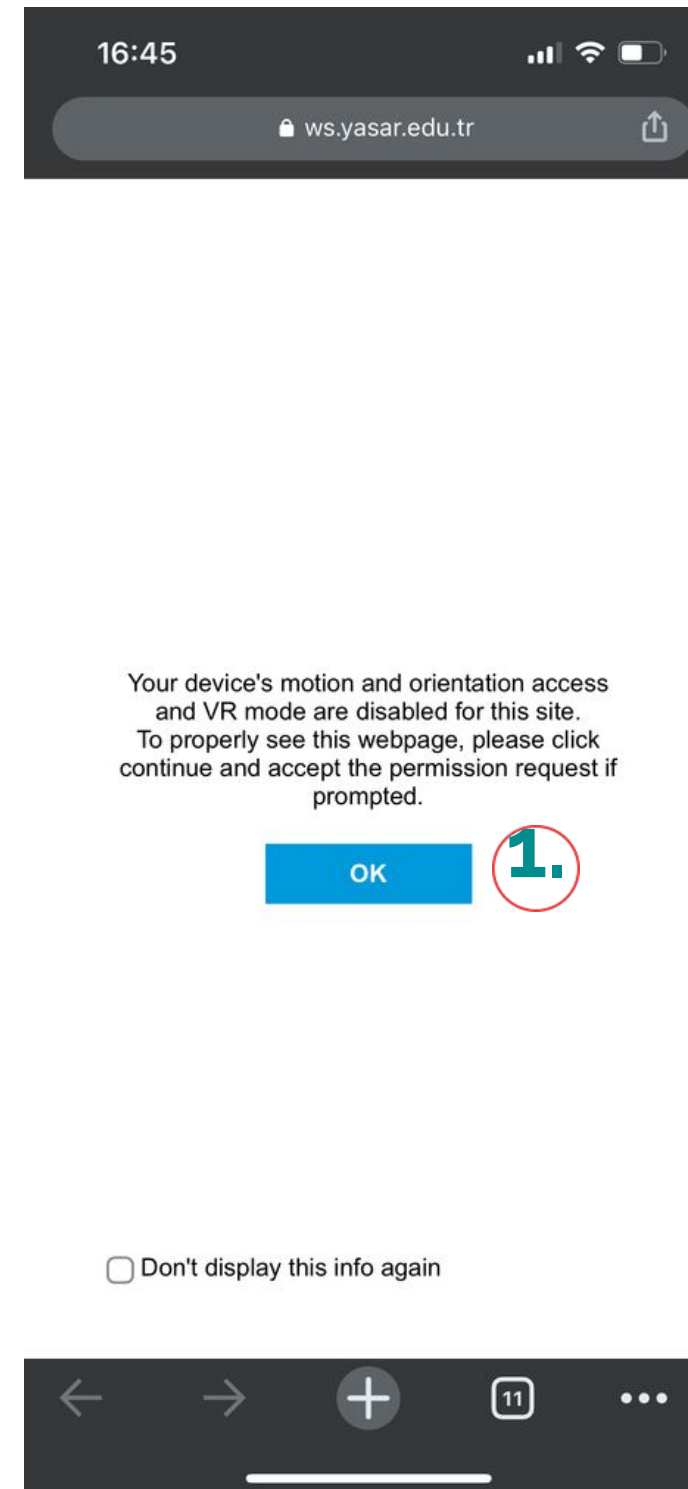 16:45
ws.yasar.edu.tr
Your device's motion and orientation access
and VR mode are disabled for this site.
To properly see this webpage, please click
continue and accept the permission request if
prompted.
OK
1.
Don't display this info again
11